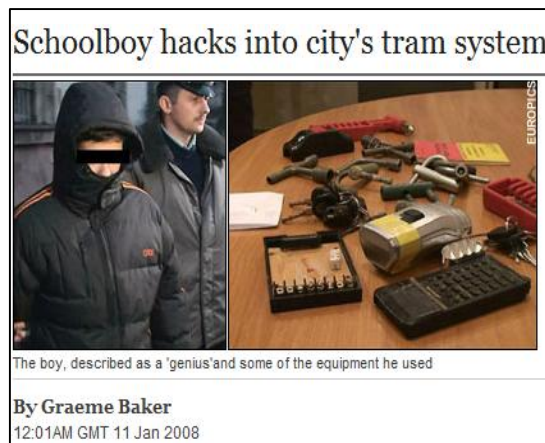 Schoolboy hacks into city's tram system
EUROPICS
The boy, described as a 'genius'and some of the equipment he used
By Graeme Baker
12:01AM GMT 11 Jan 2008